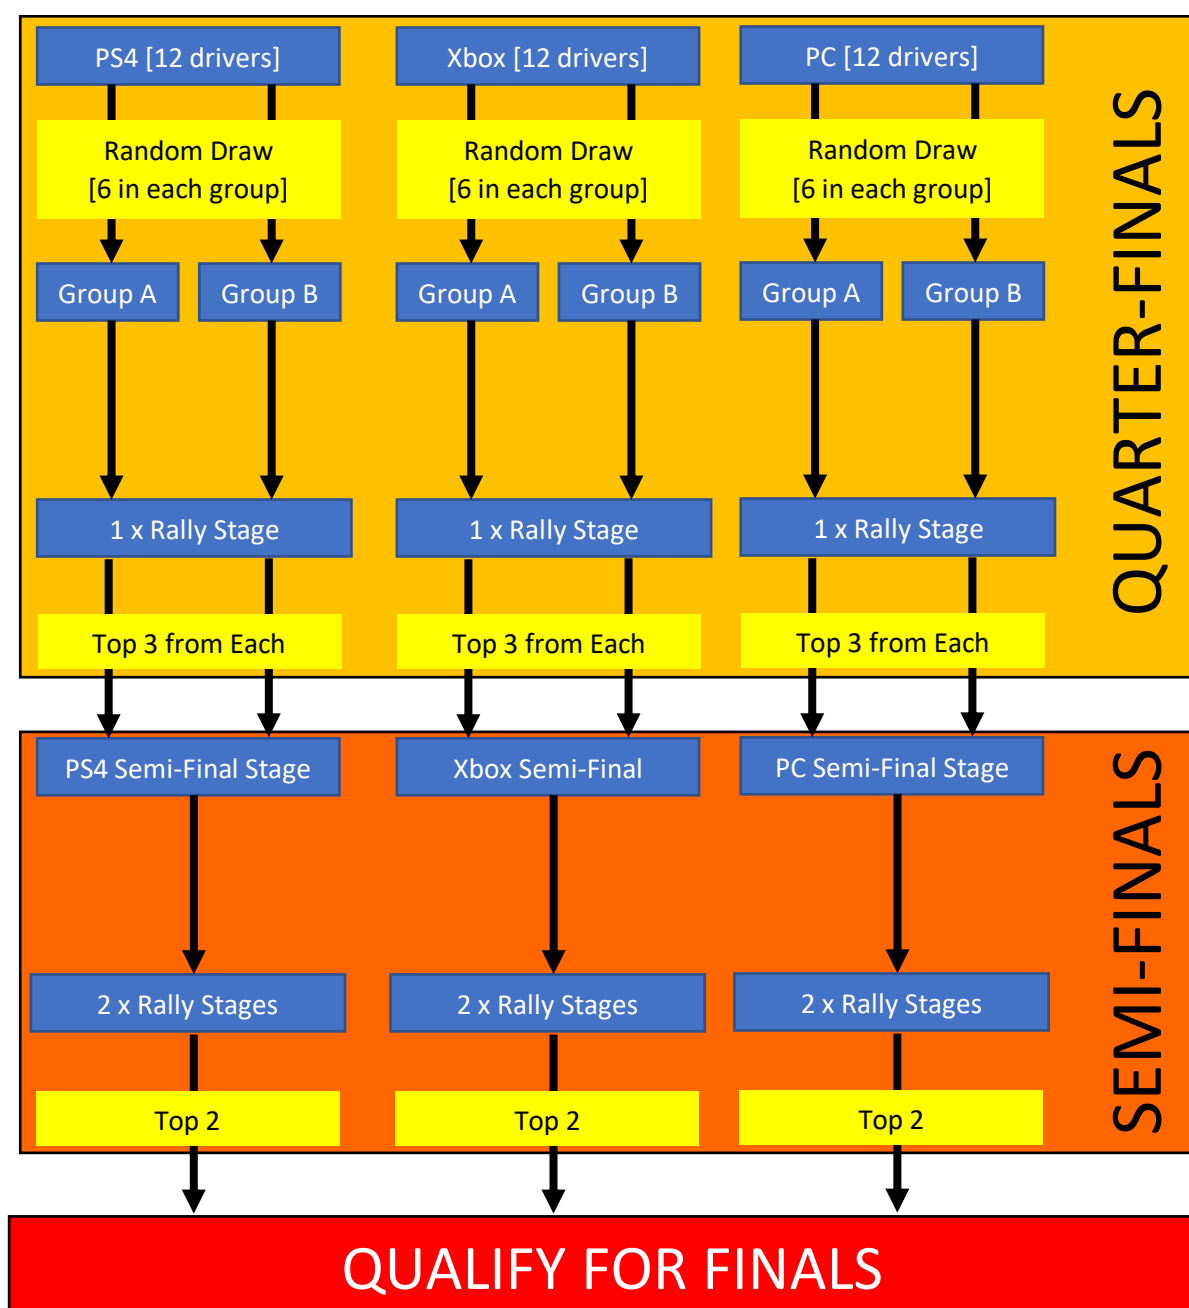 PS4 [12 drivers]
Xbox [12 drivers]
PC [12 drivers]
Random Draw
[6 in each group]
Random Draw
[6 in each group]
Random Draw
[6 in each group]
Group A
Group B
Group A
Group B
Group A
Group B
1 x Rally Stage
1 x Rally Stage
1 x Rally Stage
Top 3 from Each
Top 3 from Each
Top 3 from Each
QUARTER-FINALS
PS4 Semi-Final Stage
Xbox Semi-Final
PC Semi-Final Stage
2 x Rally Stages
2 x Rally Stages
2 x Rally Stages
Top 2
Top 2
Top 2
SEMI-FINALS
QUALIFY FOR FINALS